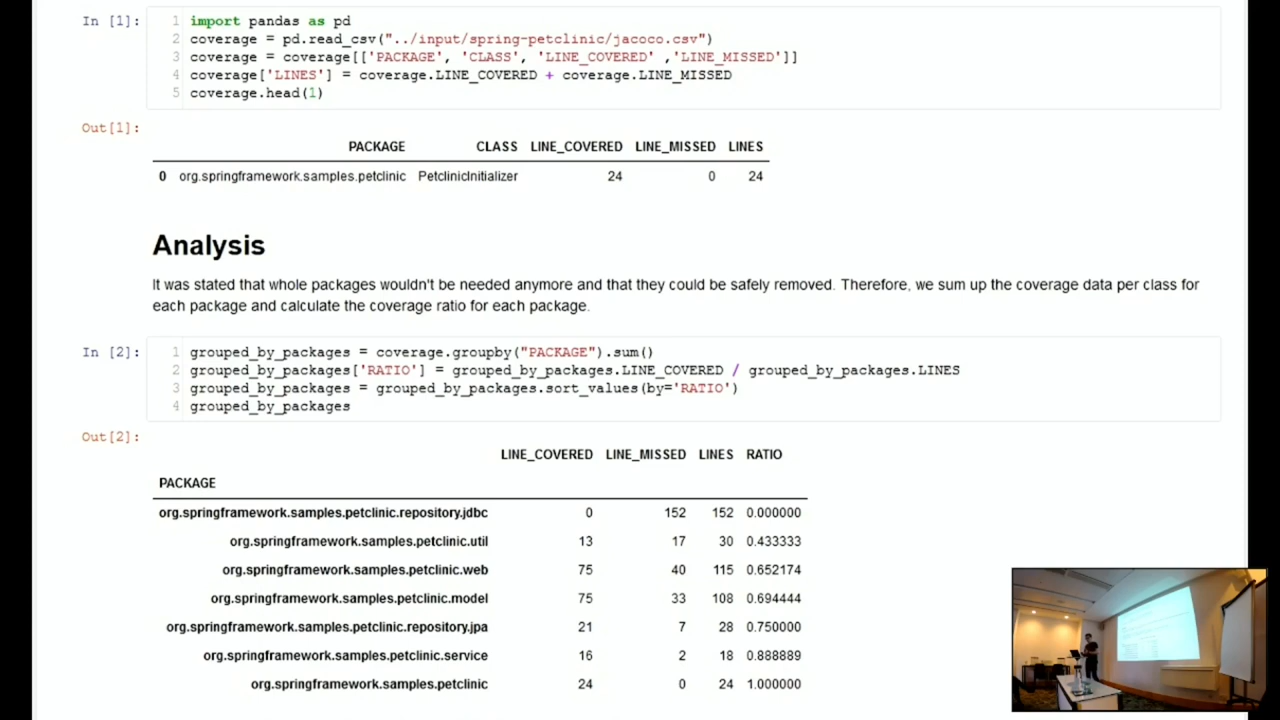 In [1]:
1 import pandas as pd
2 coverage = pd.read_csv("../input/spring-petclinic/jacoco.csv")
3 coverage = coverage[['PACKAGE', 'CLASS', 'LINE_COVERED' ,'LINE_MISSED']]
4 coverage['LINES'] = coverage.LINE_COVERED + coverage.LINE_MISSED
5 coverage.head(1)
Out[1]:
PACKAGE CLASS LINE_COVERED LINE_MISSED LINES
0 org.springframework.samples.petclinic PetclinicInitializer 24 0 24
Analysis
It was stated that whole packages wouldn't be needed anymore and that they could be safely removed. Therefore, we sum up the coverage data per class for
each package and calculate the coverage ratio for each package.
In [2]:
1 grouped_by_packages = coverage.groupby("PACKAGE").sum()
2 grouped_by_packages['RATIO'] = grouped_by_packages.LINE_COVERED / grouped_by_packages.LINES
3 grouped_by_packages = grouped_by_packages.sort_values(by='RATIO')
4 grouped_by_packages
Out[2]:
LINE_COVERED LINE_MISSED LINES RATIO
PACKAGE
org.springframework.samples.petclinic.repository.jdbc 0 152 152 0.000000
org.springframework.samples.petclinic.util 13 17 30 0.433333
org.springframework.samples.petclinic.web 75 40 115 0.652174
org.springframework.samples.petclinic.model 75 33 108 0.694444
org.springframework.samples.petclinic.repository.jpa 21 7 28 0.750000
org.springframework.samples.petclinic.service 16 2 18 0.888889
org.springframework.samples.petclinic 24 0 24 1.000000